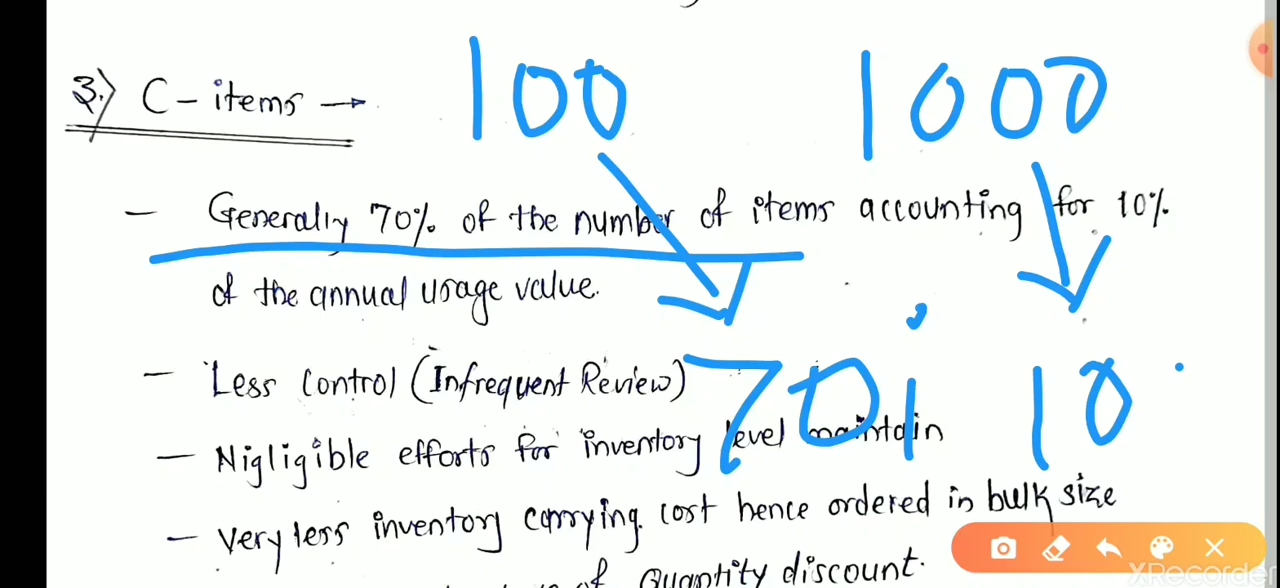 3.) C - items → 100 1000
- Generally 70% of the number of items accounting for 10%
of the annual usage value.
- Less control (Infrequent Review)
70 10
- Nigligible efforts for inventory level maintain
- Very less inventory carrying cost hence ordered in bulk size
of quantity discount.
XRecorder